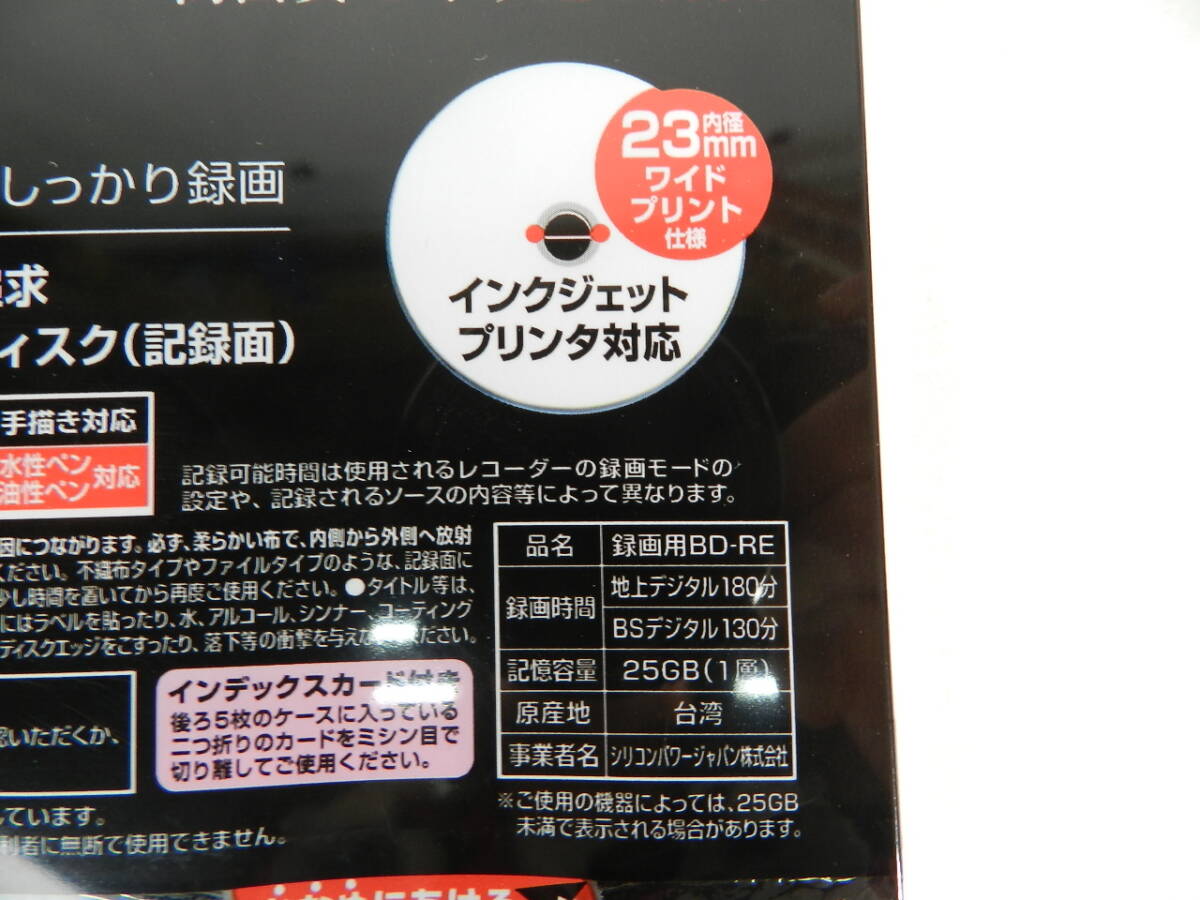 しっかり録画
求
ィスク(記録面)
23内径mm
ワイド
プリント
仕様
インクジェット
プリンタ対応
手描き対応
水性ペン
油性ペン
対応
記録可能時間は使用されるレコーダーの録画モードの
設定や、記録されるソースの内容等によって異なります。
因につながります。必ず、柔らかい布で、内側から外側へ放射
ください。不織布タイプやファイルタイプのような、記録面に
少し時間を置いてから再度ご使用ください。●タイトル等は、
にはラベルを貼ったり、水、アルコール、シンナー、コーティング
ディスクエッジをこすったり、落下等の衝撃を与えないください。
品名 録画用BD-RE
録画時間 地上デジタル180分
BSデジタル130分
記憶容量 25GB(1層)
原産地 台湾
事業者名 シリコンパワージャパン株式会社
※ご使用の機器によっては、25GB
未満で表示される場合があります。
インデックスカード付き
後ろ5枚のケースに入っている
二つ折りのカードをミシン目で
切り離してご使用ください。
認いただくか、
しています。
利者に無断で使用できません。